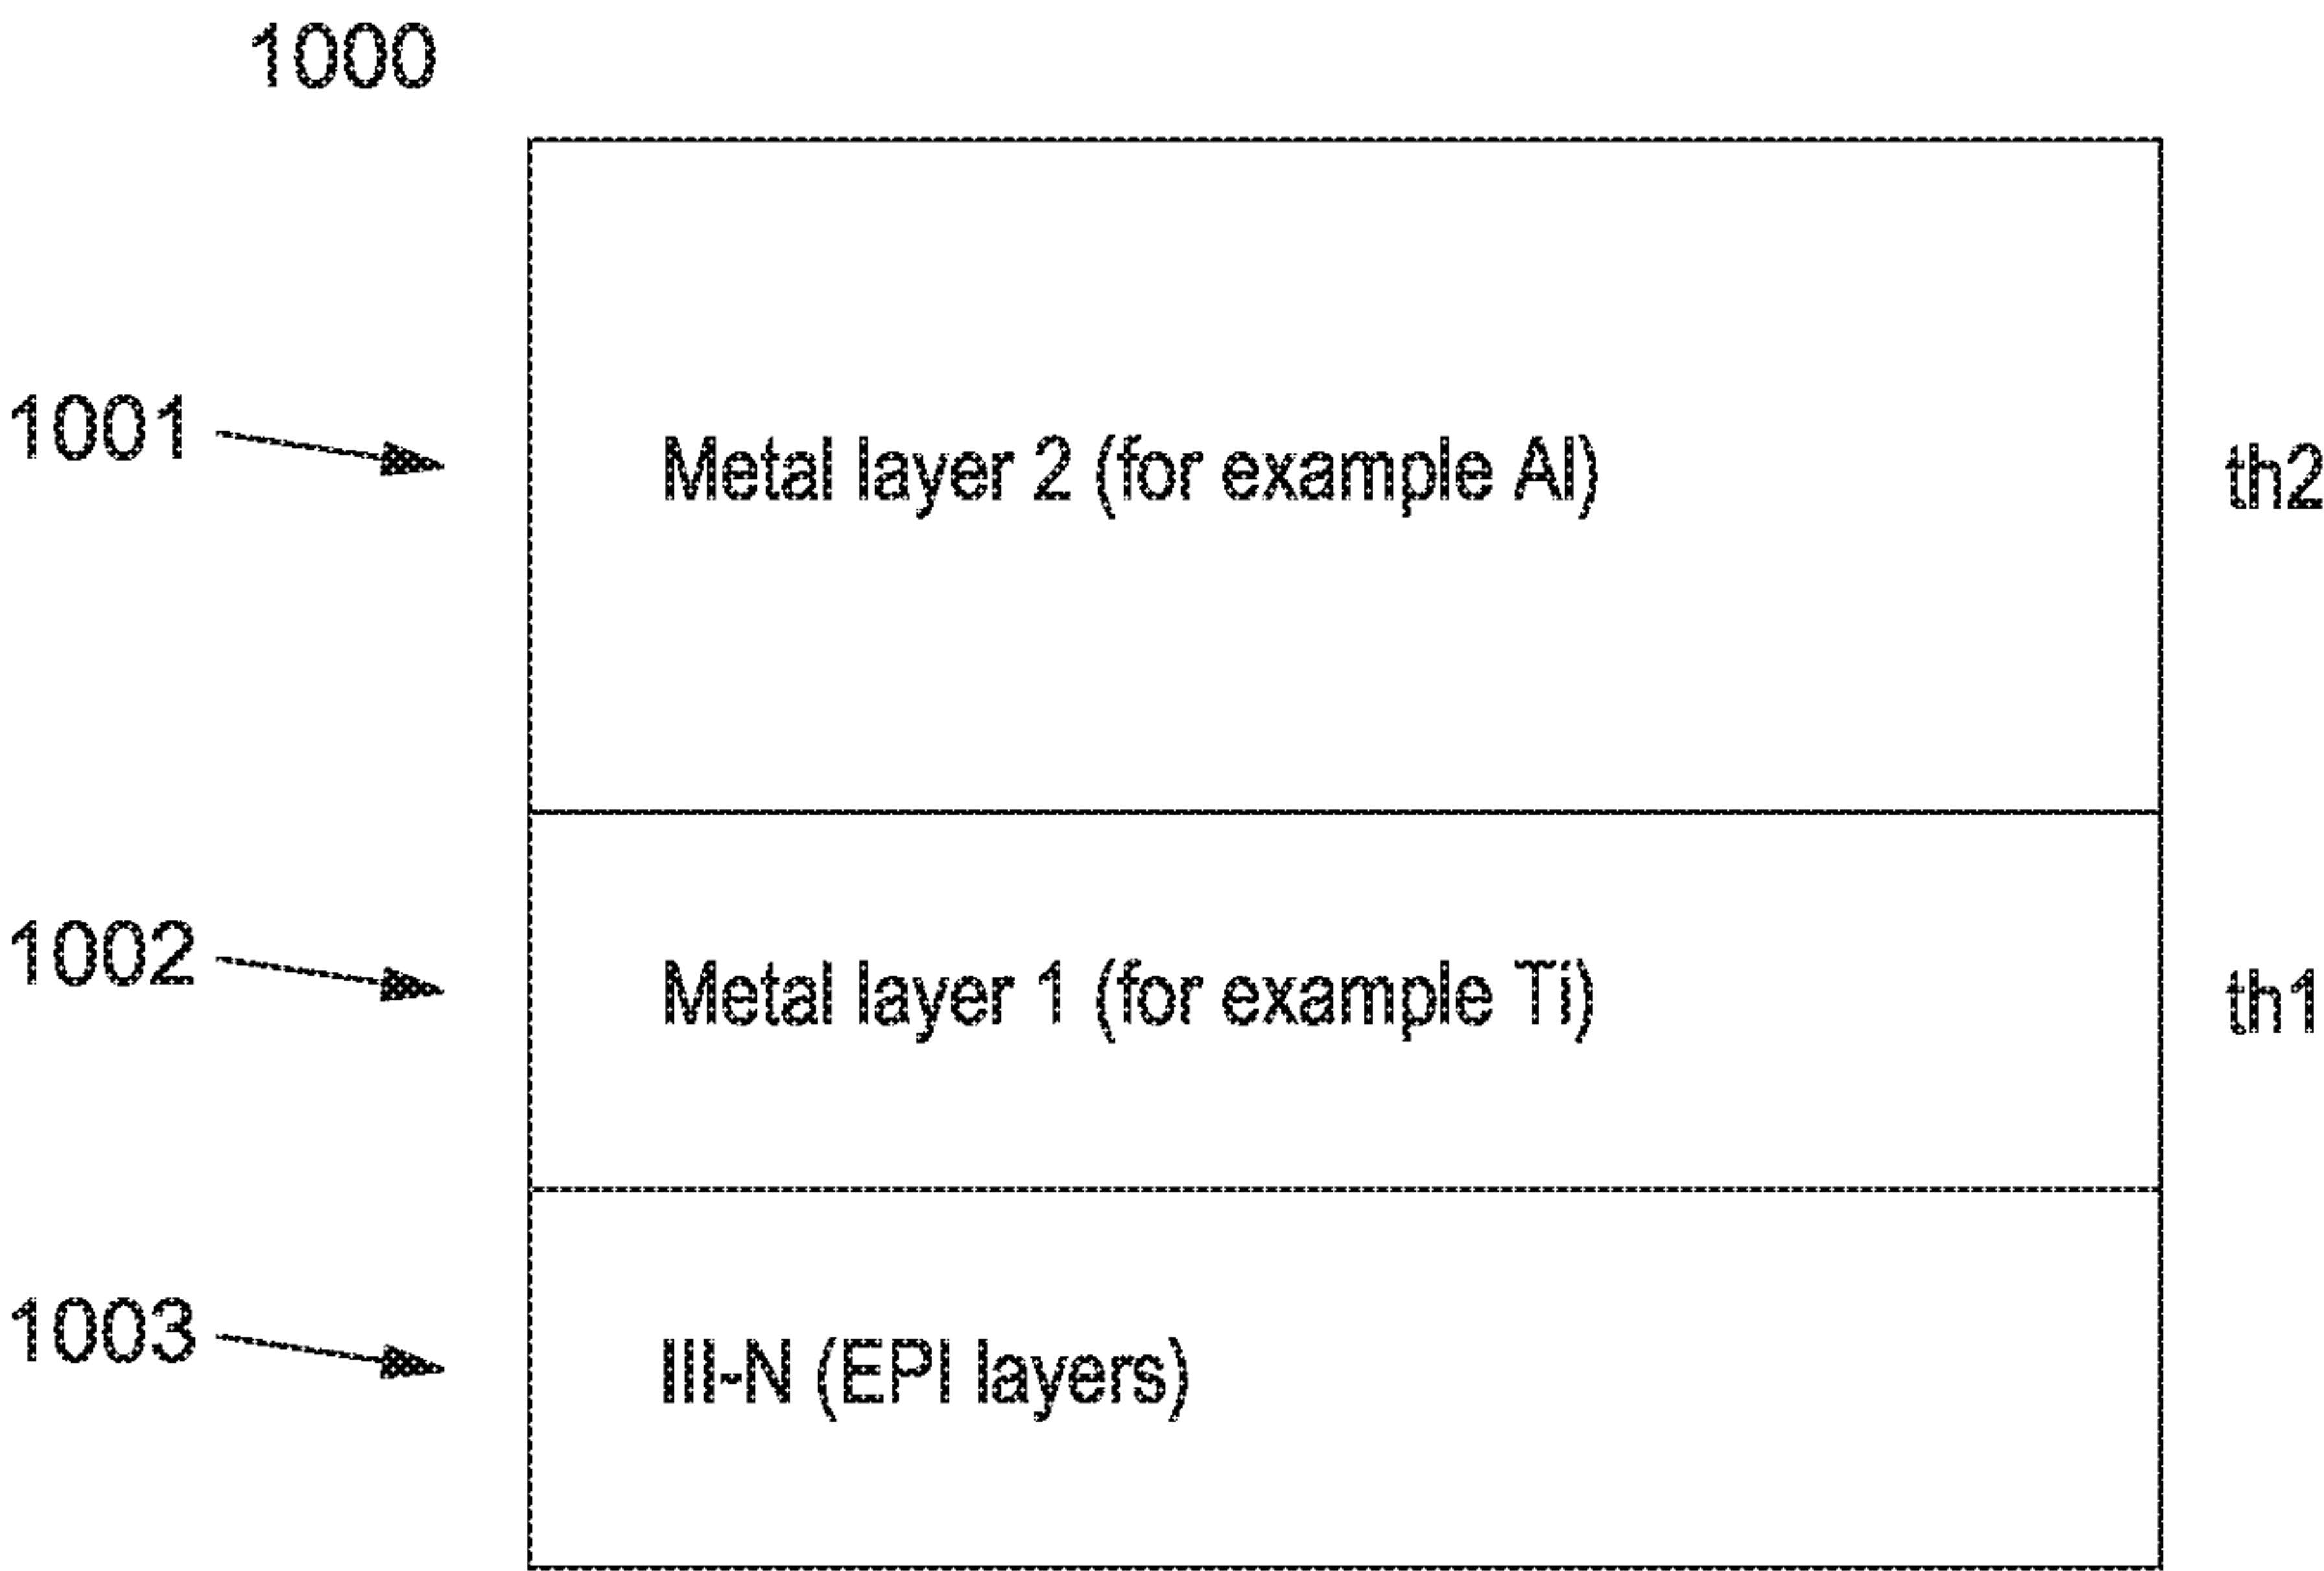 1000
1001
Metal layer 2 (for example Al)
th2
1002
Metal layer 1 (for example Ti)
th1
1003
III-N (EPI layers)